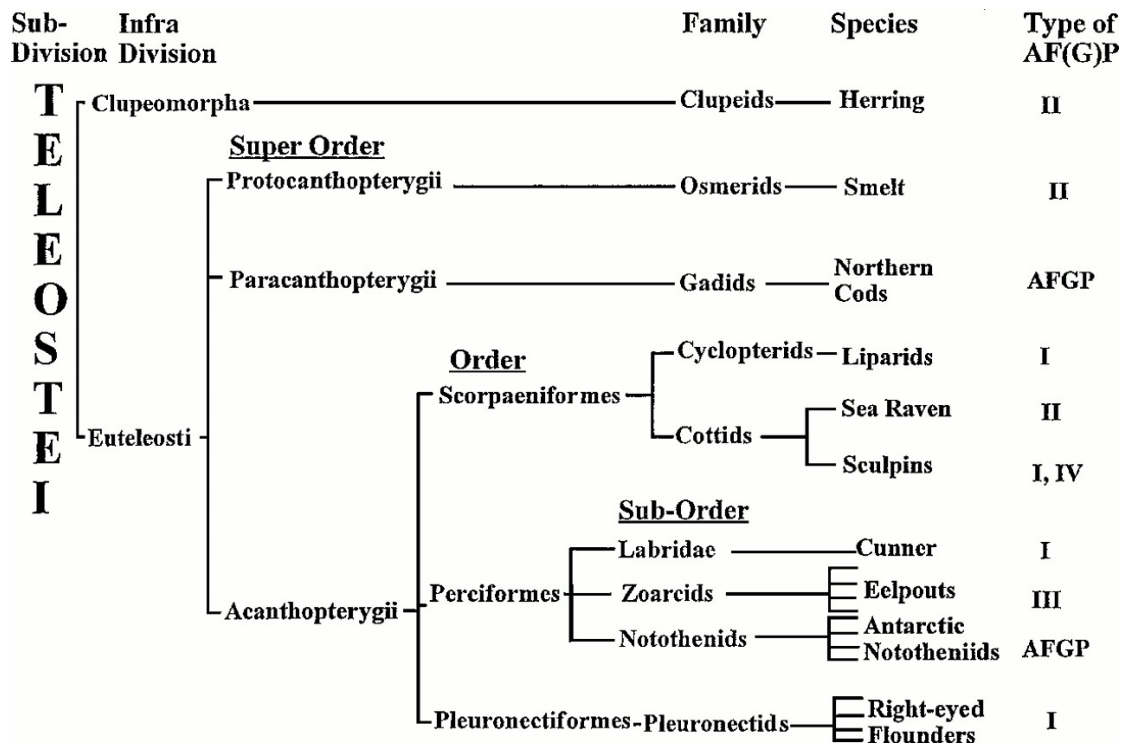 Sub-
Division
Infra
Division
Family
Species
Type of
AF(G)P
TELEOSTEI
Clupeomorpha
Clupeids
Herring
II
Super Order
Protocanthopterygii
Osmerids
Smelt
II
Paracanthopterygii
Gadids
Northern
Cods
AFGP
Order
Cyclopterids
Liparids
I
Scorpaeniformes
Sea Raven
II
Euteleosti
Cottids
Sculpins
I, IV
Sub-Order
Labridae
Cunner
I
Perciformes
Zoarcids
Eelpouts
III
Acanthopterygii
Notothenids
Antarctic
Nototheniids
AFGP
Pleuronectiformes-Pleuronectids
Right-eyed
Flounders
I